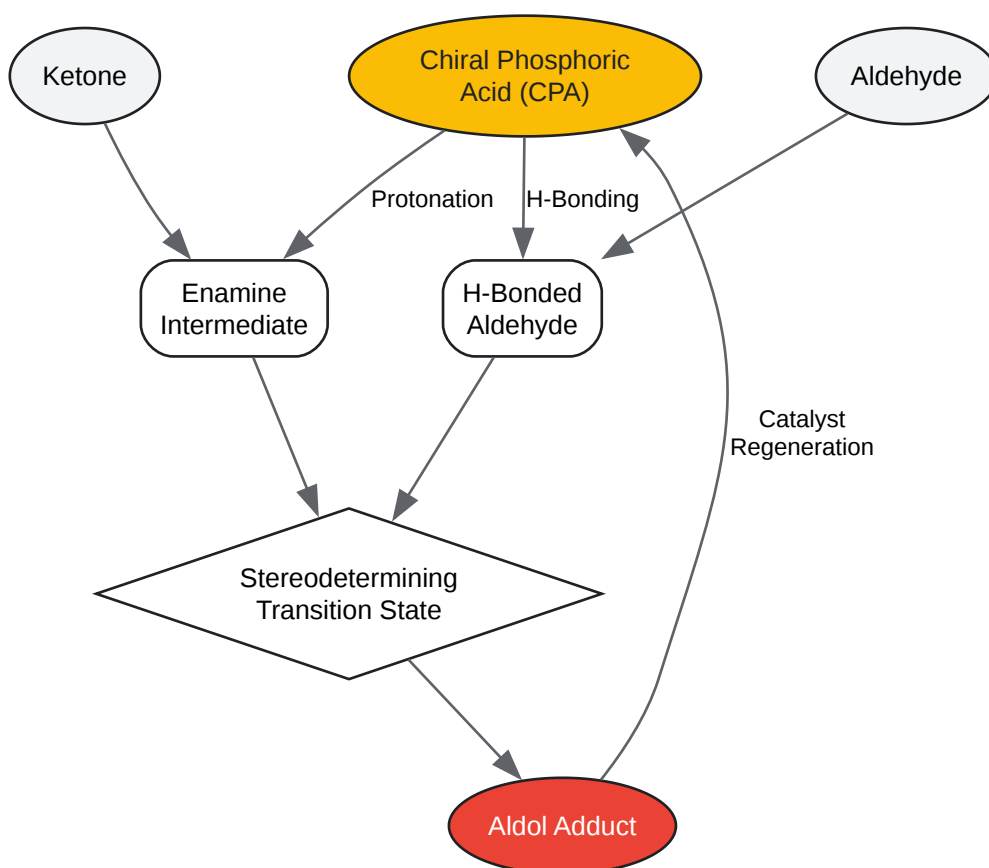 Ketone
Chiral Phosphoric
Acid (CPA)
Aldehyde
Protonation
H-Bonding
Enamine
Intermediate
H-Bonded
Aldehyde
Catalyst
Regeneration
Stereodetermining
Transition State
Aldol Adduct